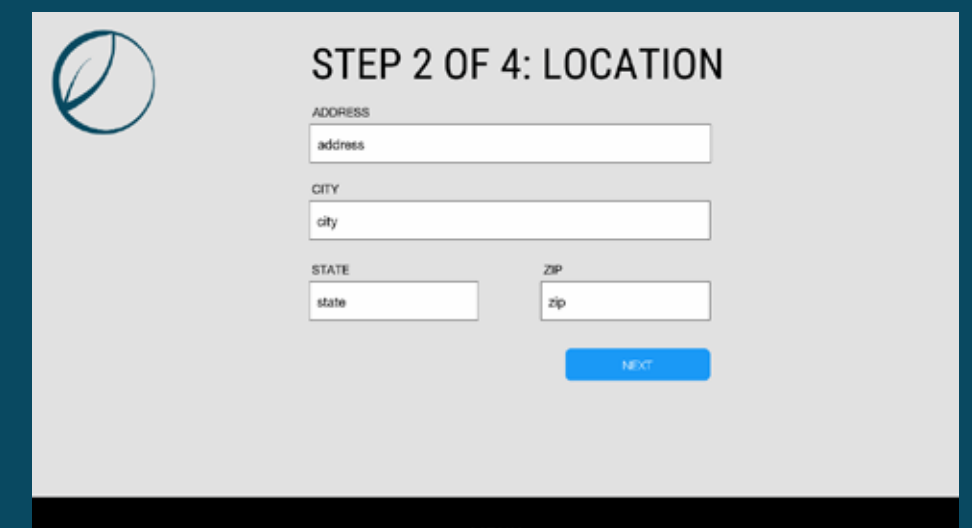 STEP 2 OF 4: LOCATION
ADDRESS
address
CITY
city
STATE ZIP
state zip
NEXT